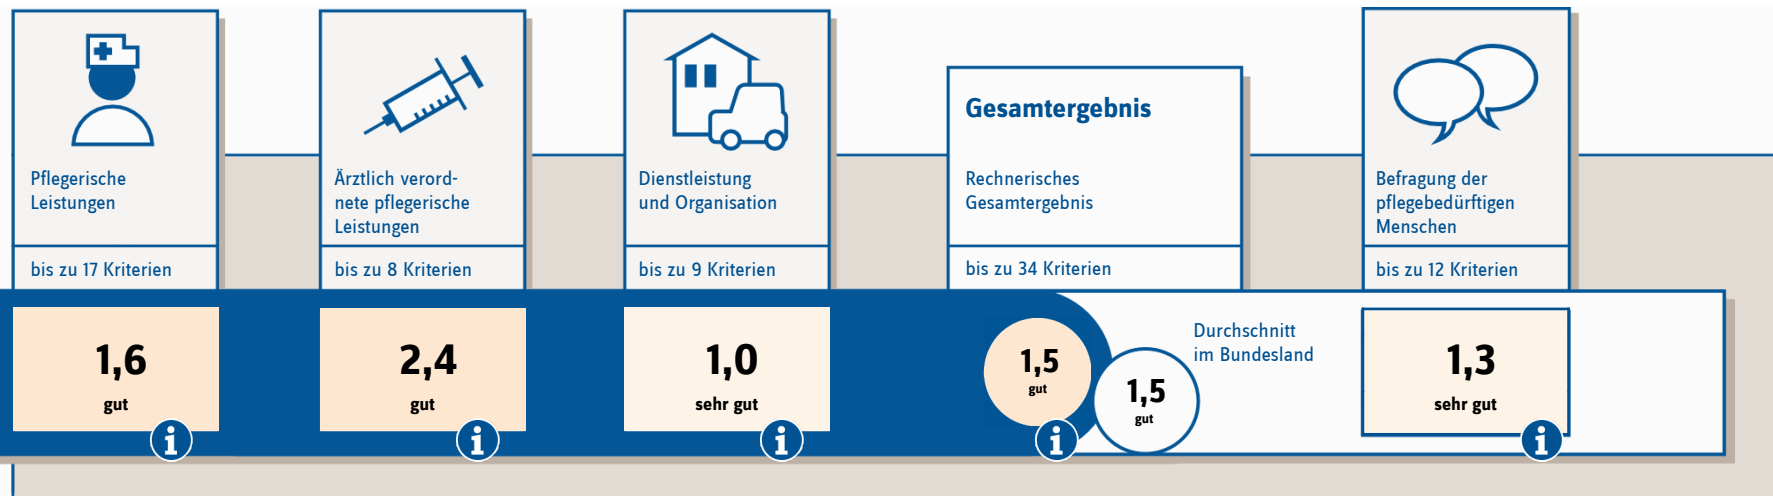 Pflegerische
Leistungen
bis zu 17 Kriterien
1,6
gut
i
Ärztlich verord-
nete pflegerische
Leistungen
bis zu 8 Kriterien
2,4
gut
i
Dienstleistung
und Organisation
bis zu 9 Kriterien
1,0
sehr gut
i
Gesamtergebnis
Rechnerisches
Gesamtergebnis
bis zu 34 Kriterien
1,5
gut
i
Durchschnitt
im Bundesland
1,5
gut
Befragung der
pflegebedürftigen
Menschen
bis zu 12 Kriterien
1,3
sehr gut
i